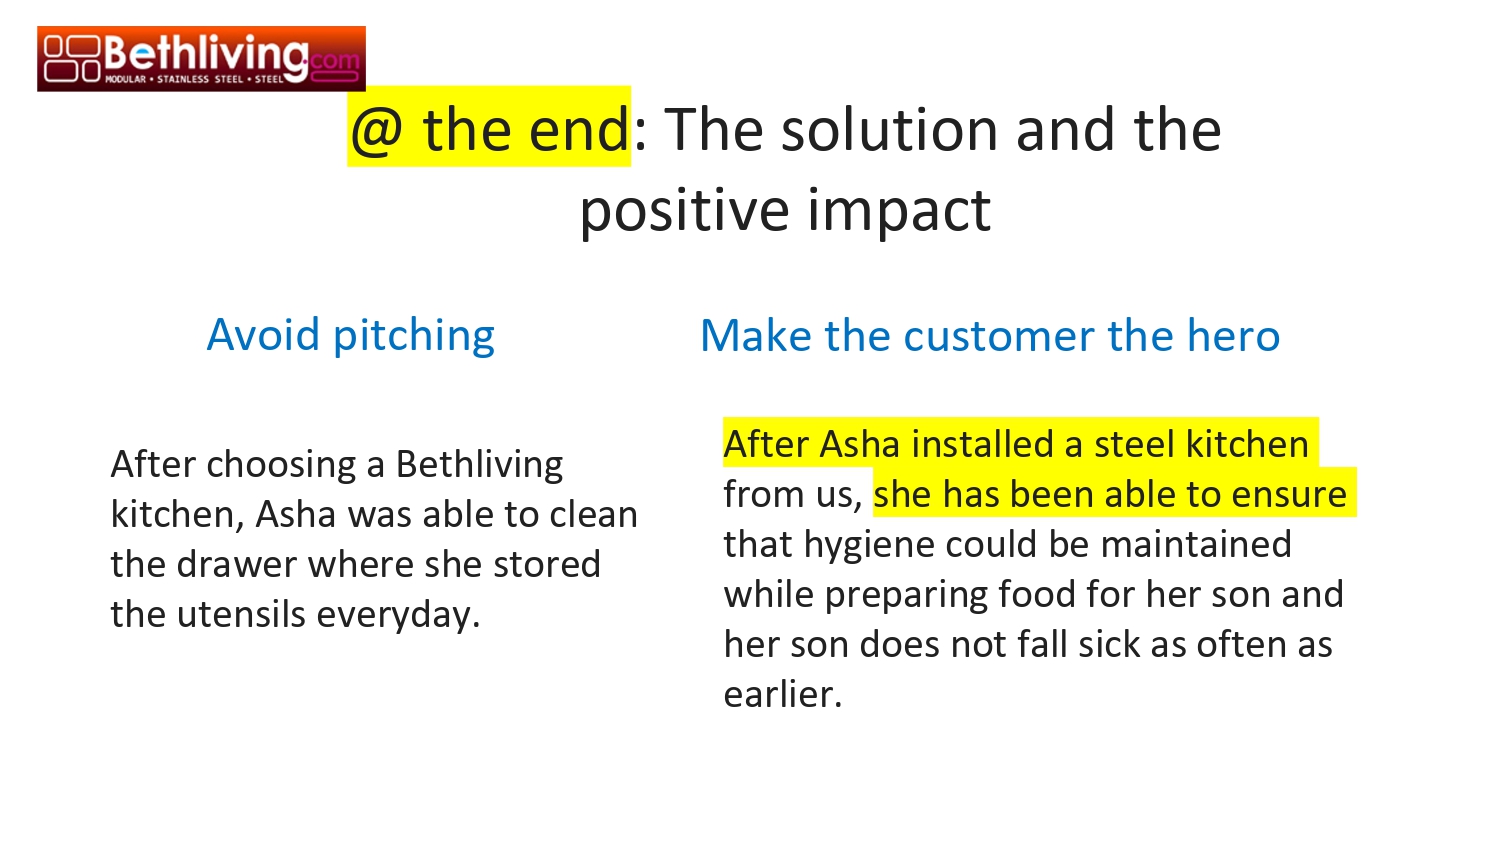 Bethliving.com
MODULAR • STAINLESS STEEL • STEEL
@ the end: The solution and the
positive impact
Avoid pitching
After choosing a Bethliving
kitchen, Asha was able to clean
the drawer where she stored
the utensils everyday.
Make the customer the hero
After Asha installed a steel kitchen
from us, she has been able to ensure
that hygiene could be maintained
while preparing food for her son and
her son does not fall sick as often as
earlier.